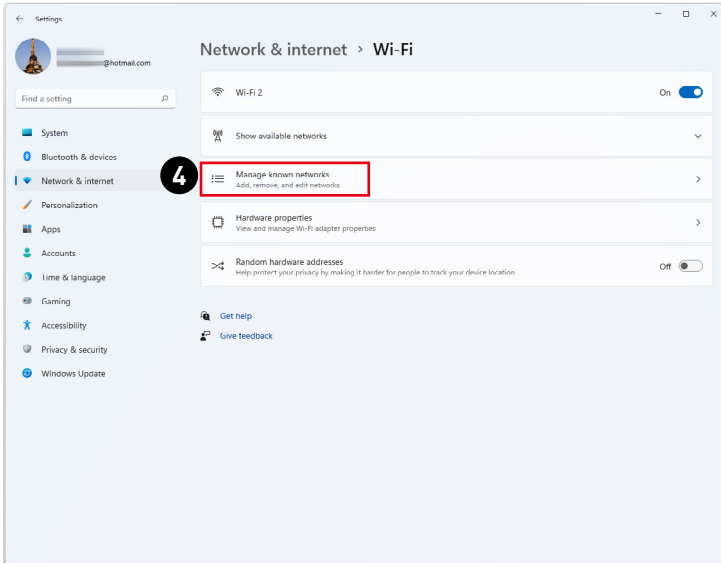 Settings
@hotmail.com
Find a setting
System
Bluetooth & devices
Network & internet
Personalization
Apps
Accounts
Time & language
Gaming
Accessibility
Privacy & security
Windows Update
Network & internet > Wi-Fi
Wi-Fi 2
On
Show available networks
4
Manage known networks
Add, remove, and edit networks
Hardware properties
View and manage Wi-Fi adapter properties
Random hardware addresses
Help protect your privacy by making it harder for people to track your device location.
Off
Get help
Give feedback